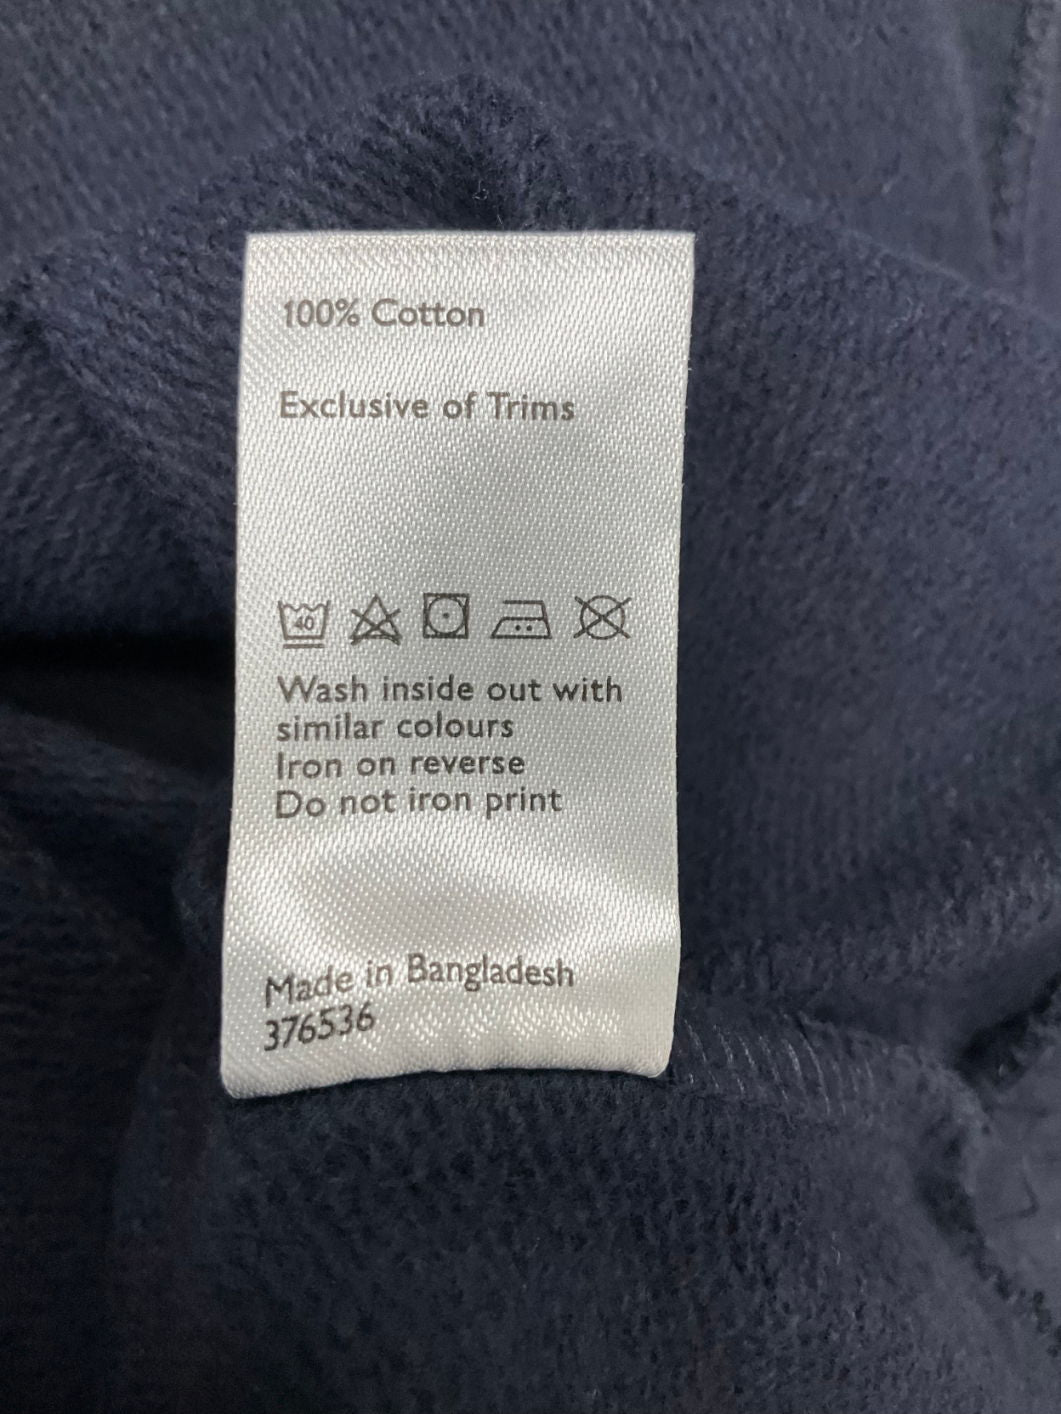 100% Cotton
Exclusive of Trims
40
Wash inside out with
similar colours
Iron on reverse
Do not iron print
Made in Bangladesh
376536